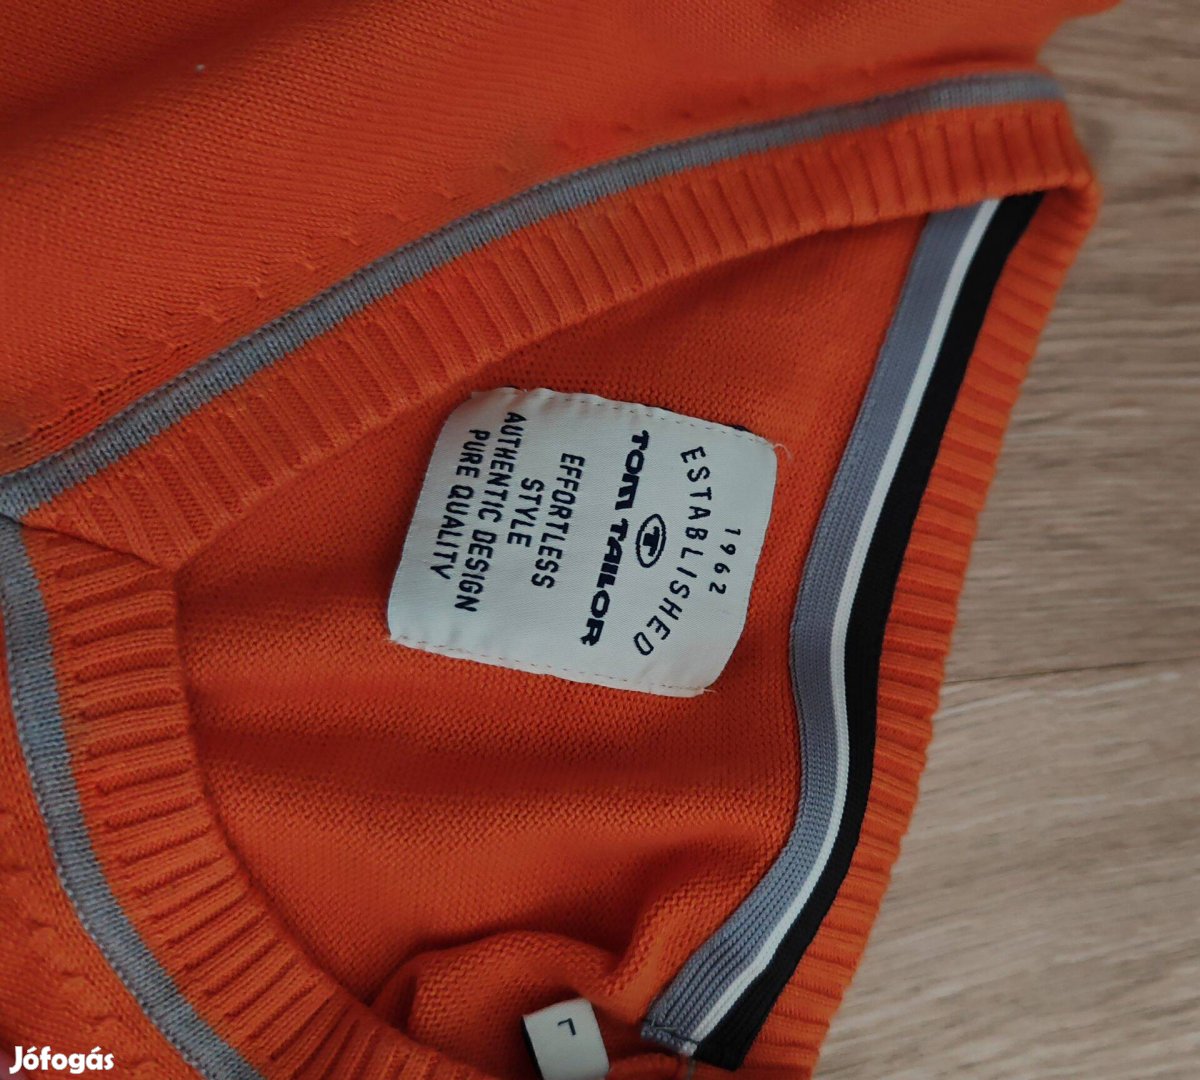 1962
ESTABLISHED
TOM TAILOR
T
EFFORTLESS
STYLE
AUTHENTIC DESIGN
PURE QUALITY
L
Jófogás